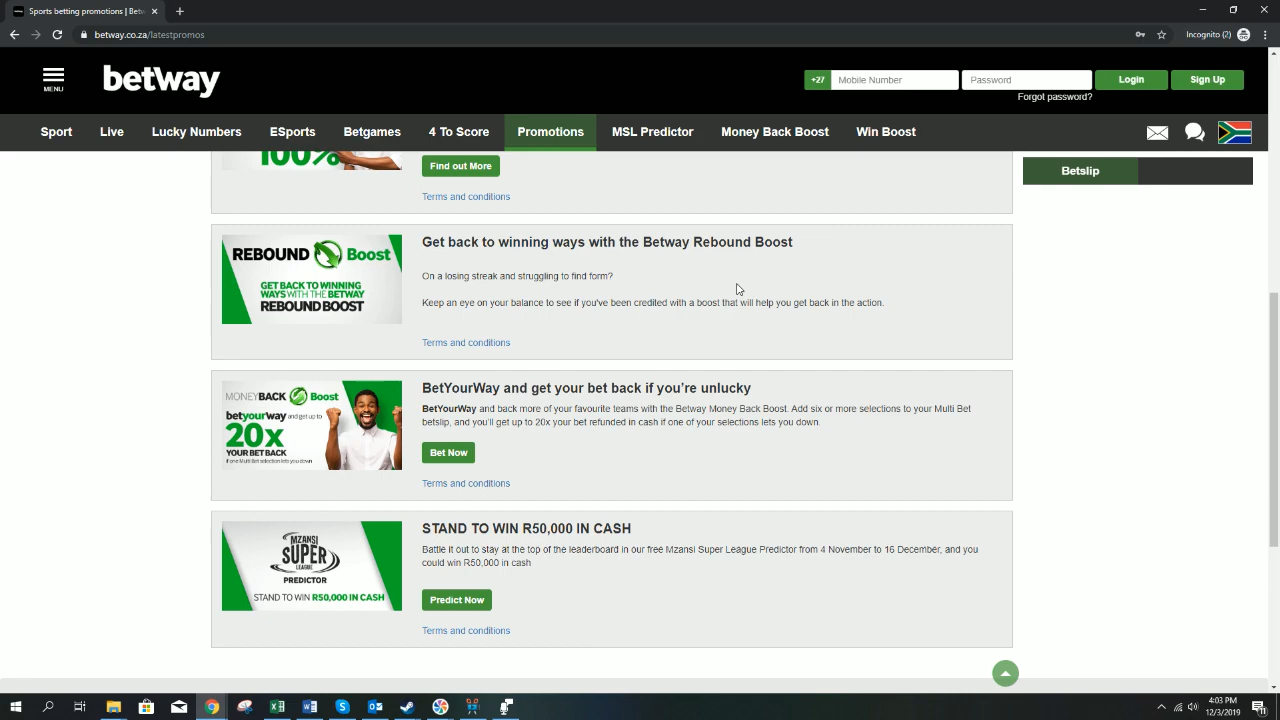 Sports betting promotions | Betw
betway.co.za/latestpromos
Incognito (2)
MENU
betway
+27
Mobile Number
Password
Login
Sign Up
Forgot password?
Sport
Live
Lucky Numbers
ESports
Betgames
4 To Score
Promotions
MSL Predictor
Money Back Boost
Win Boost
Betslip
100%
Find out More
Terms and conditions
REBOUND Boost
GET BACK TO WINNING
WAYS WITH THE BETWAY
REBOUND BOOST
Get back to winning ways with the Betway Rebound Boost
On a losing streak and struggling to find form?
Keep an eye on your balance to see if you've been credited with a boost that will help you get back in the action.
Terms and conditions
MONEYBACK Boost
betyourway and get up to
20x
YOUR BET BACK
if one Multi Bet selection lets you down
BetYourWay and get your bet back if you're unlucky
BetYourWay and back more of your favourite teams with the Betway Money Back Boost. Add six or more selections to your Multi Bet
betslip, and you'll get up to 20x your bet refunded in cash if one of your selections lets you down.
Bet Now
Terms and conditions
MZANSI
SUPER
LEAGUE
PREDICTOR
STAND TO WIN R50,000 IN CASH
STAND TO WIN R50,000 IN CASH
Battle it out to stay at the top of the leaderboard in our free Mzansi Super League Predictor from 4 November to 16 December, and you
could win R50,000 in cash
Predict Now
Terms and conditions
4:03 PM
12/3/2019